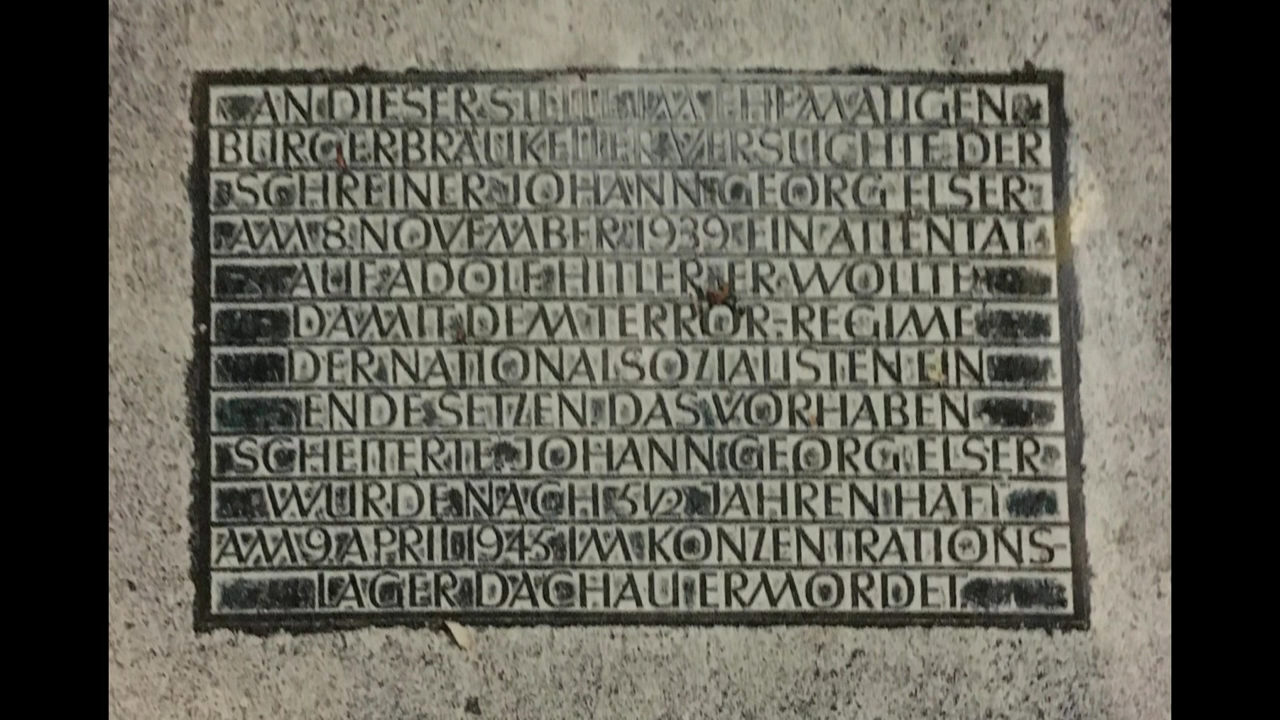 AN DIESER STELLE IM EHEMALIGEN
BÜRGERBRÄUKELLER VERSUCHTE DER
SCHREINER JOHANN GEORG ELSER
AM 8. NOVEMBER 1939 EIN ATTENTAT
AUF ADOLF HITLER. ER WOLLTE
DAMIT DEM TERROR-REGIME
DER NATIONALSOZIALISTEN EIN
ENDE SETZEN. DAS VORHABEN
SCHEITERTE. JOHANN GEORG ELSER
WURDE NACH 5 1/2 JAHREN HAFT
AM 9. APRIL 1945 IM KONZENTRATIONS-
LAGER DACHAU ERMORDET.